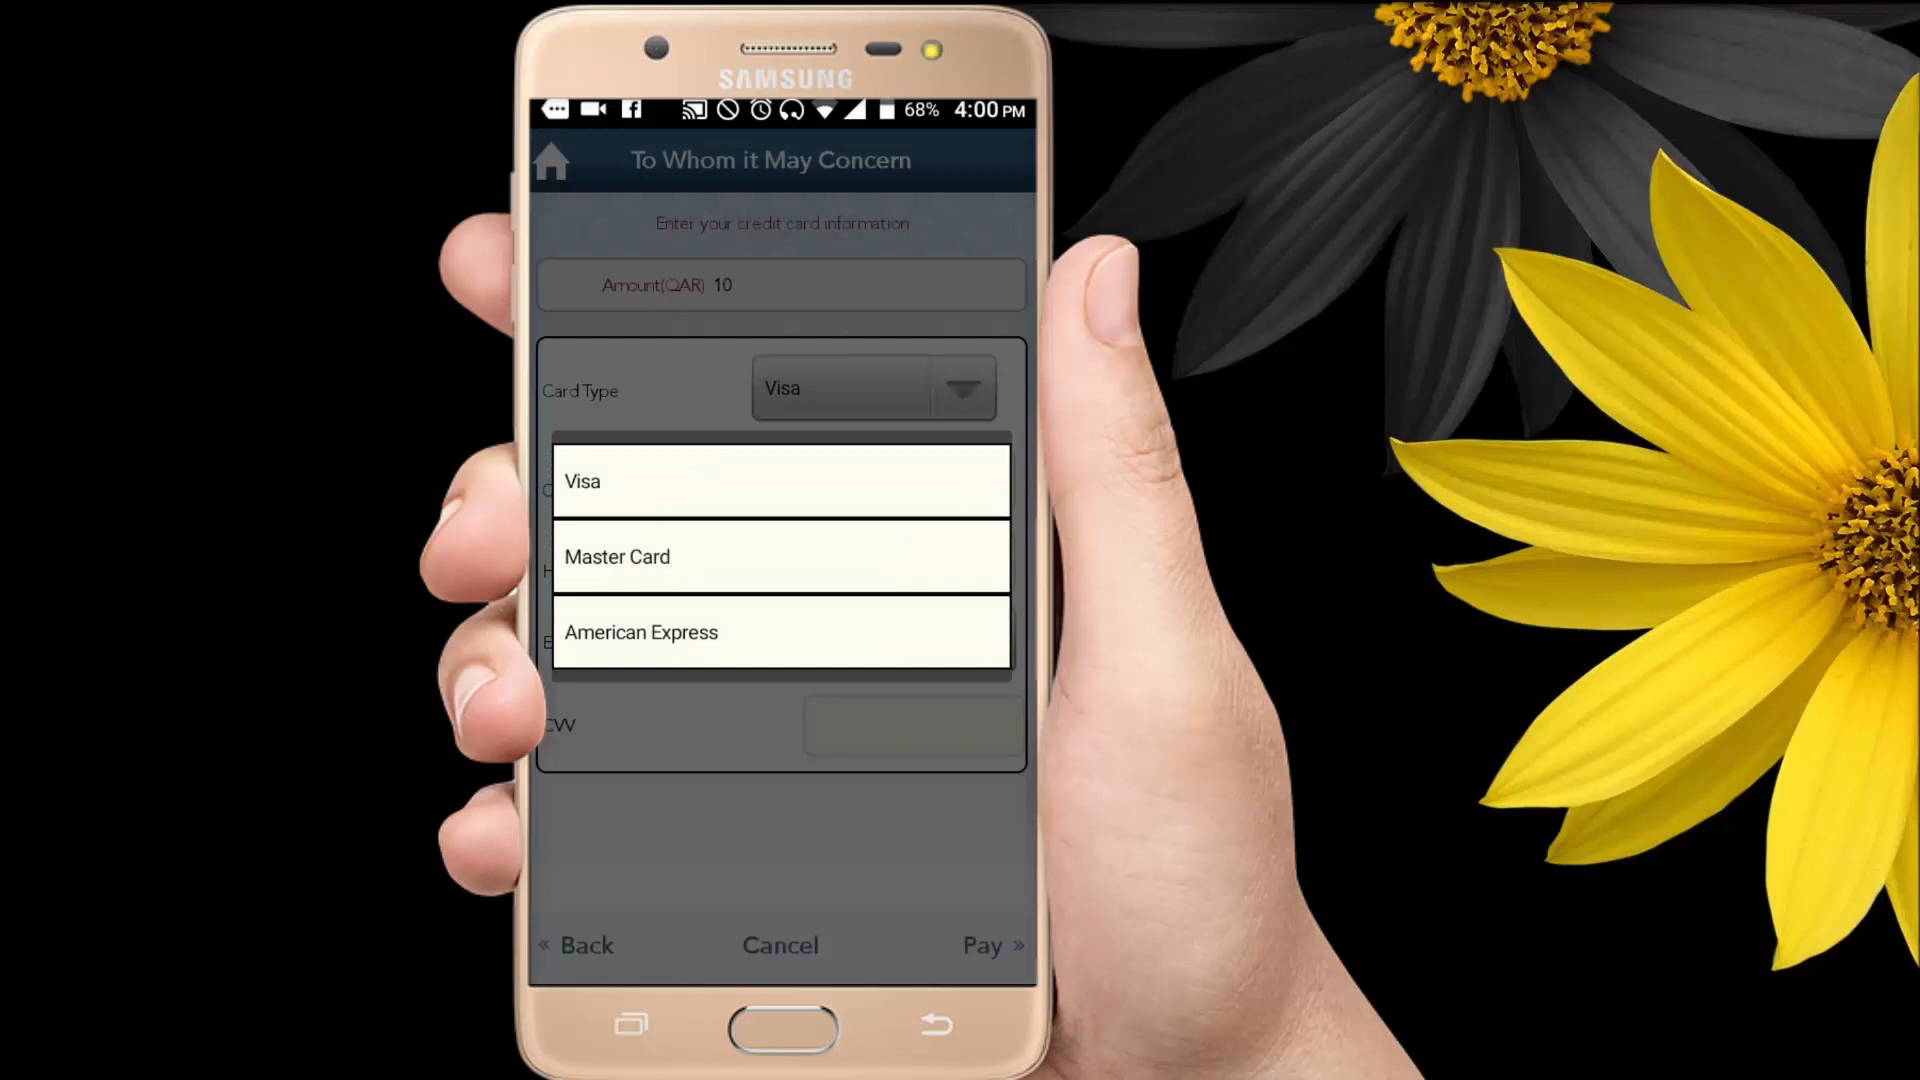 SAMSUNG
68% 4:00 PM
To Whom it May Concern
Enter your credit card information
Amount(QAR) 10
Card Type Visa
Visa
Master Card
American Express
CVV
« Back Cancel Pay »